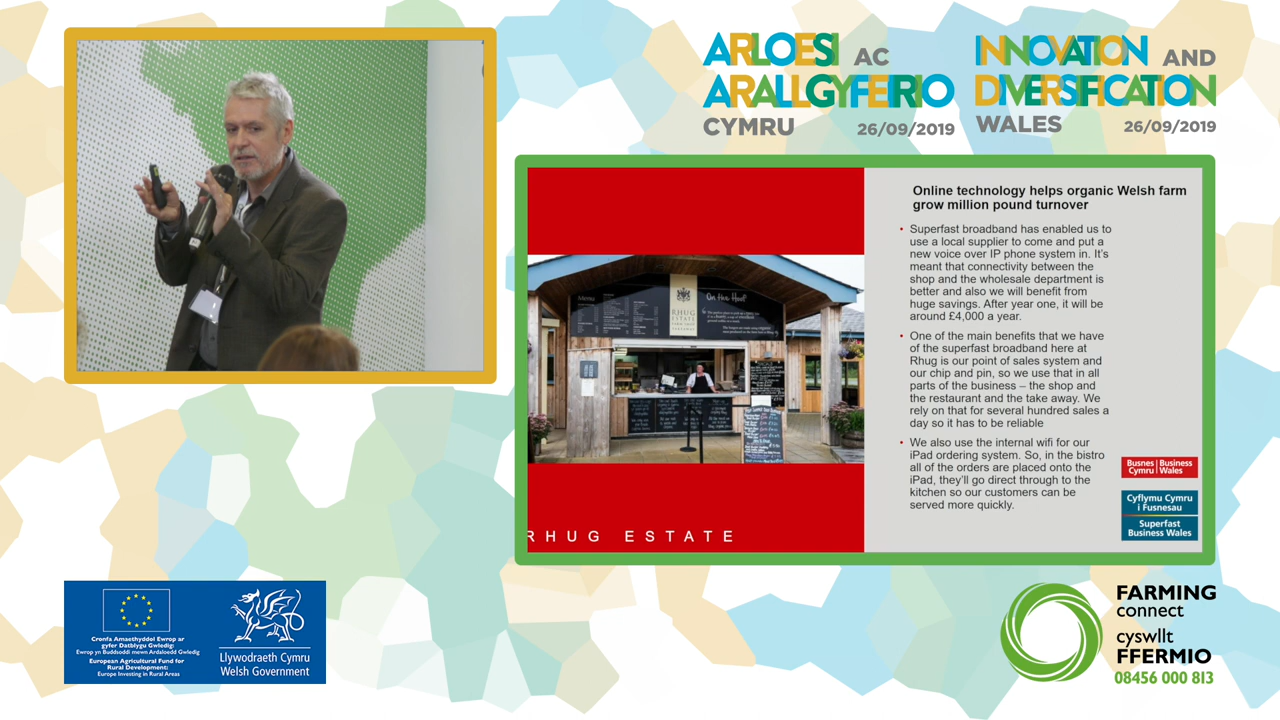 ARLOESI AC
ARALLGYFEIRIO
CYMRU 26/09/2019
INNOVATION AND
DIVERSIFICATION
WALES 26/09/2019
Online technology helps organic Welsh farm
grow million pound turnover
• Superfast broadband has enabled us to
use a local supplier to come and put a
new voice over IP phone system in. It's
meant that connectivity between the
shop and the wholesale department is
better and also we will benefit from
huge savings. After year one, it will be
around £4,000 a year.
• One of the main benefits that we have
of the superfast broadband here at
Rhug is our point of sales system and
our chip and pin, so we use that in all
parts of the business – the shop and
the restaurant and the take away. We
rely on that for several hundred sales a
day so it has to be reliable
• We also use the internal wifi for our
iPad ordering system. So, in the bistro
all of the orders are placed onto the
iPad, they'll go direct through to the
kitchen so our customers can be
served more quickly.
Menu
RHUG
ESTATE
On the Hoof
RHUG ESTATE
Busnes Cymru
Business Wales
Cyflymu Cymru
i Fusnesau
Superfast
Business Wales
Cronfa Amaethyddol Ewrop ar
gyfer Datblygu Gwledig:
Ewrop yn Buddsoddi mewn Ardaloedd Gwledig
European Agricultural Fund for
Rural Development:
Europe Investing in Rural Areas
Llywodraeth Cymru
Welsh Government
FARMING
connect
cyswllt
FFERMIO
08456 000 813